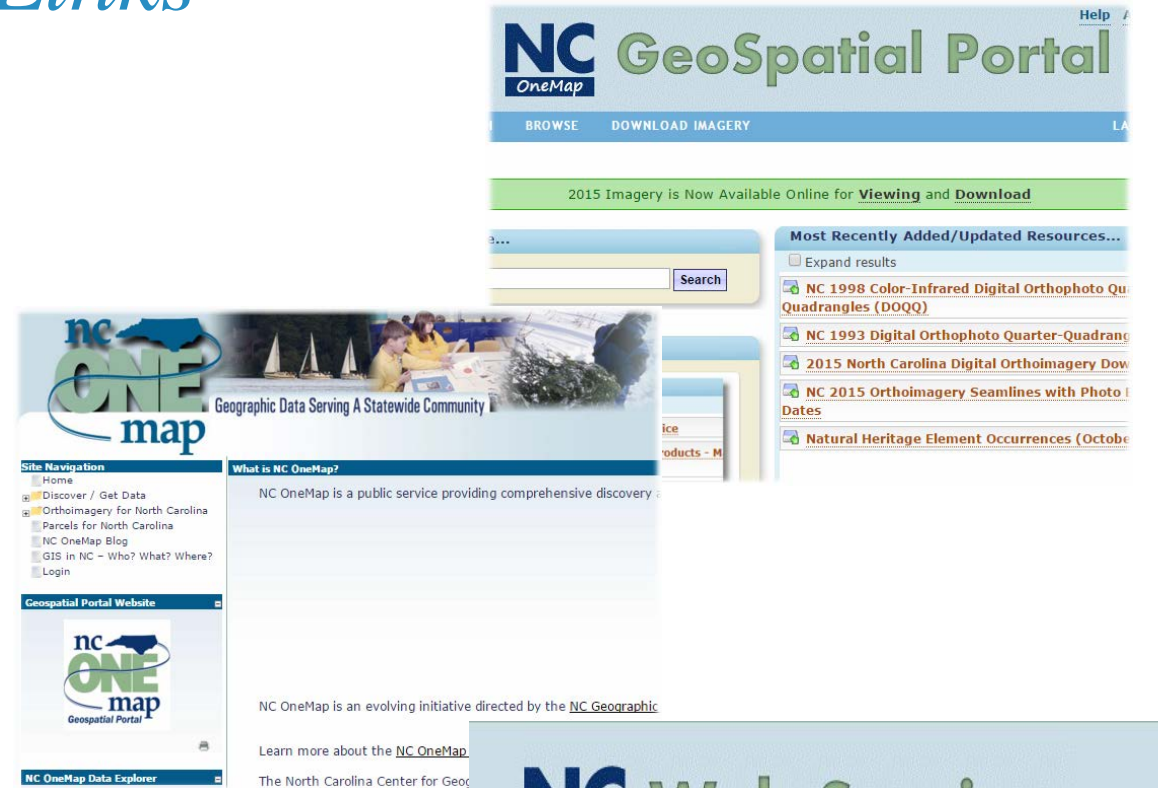 Links
Help
NC GeoSpatial Portal
OneMap
BROWSE DOWNLOAD IMAGERY
2015 Imagery is Now Available Online for Viewing and Download
Most Recently Added/Updated Resources...
Expand results
Search
NC 1998 Color-Infrared Digital Orthophoto
Quadrangles (DOQQ)
NC 1993 Digital Orthophoto
2015 North Carolina Digital Orthoimagery
NC 2015 Orthoimagery Seamlines with Photo
Dates
Natural Heritage Element Occurrences
nc
ONE
map
Geographic Data Serving A Statewide Community
Site Navigation
Home
Discover / Get Data
Orthoimagery for North Carolina
Parcels for North Carolina
NC OneMap Blog
GIS in NC – Who? What? Where?
Login
Geospatial Portal Website
nc
ONE
map
Geospatial Portal
NC OneMap Data Explorer
What is NC OneMap?
NC OneMap is a public service providing comprehensive discovery
NC OneMap is an evolving initiative directed by the NC Geographic
Learn more about the NC OneMap
The North Carolina Center for
NC